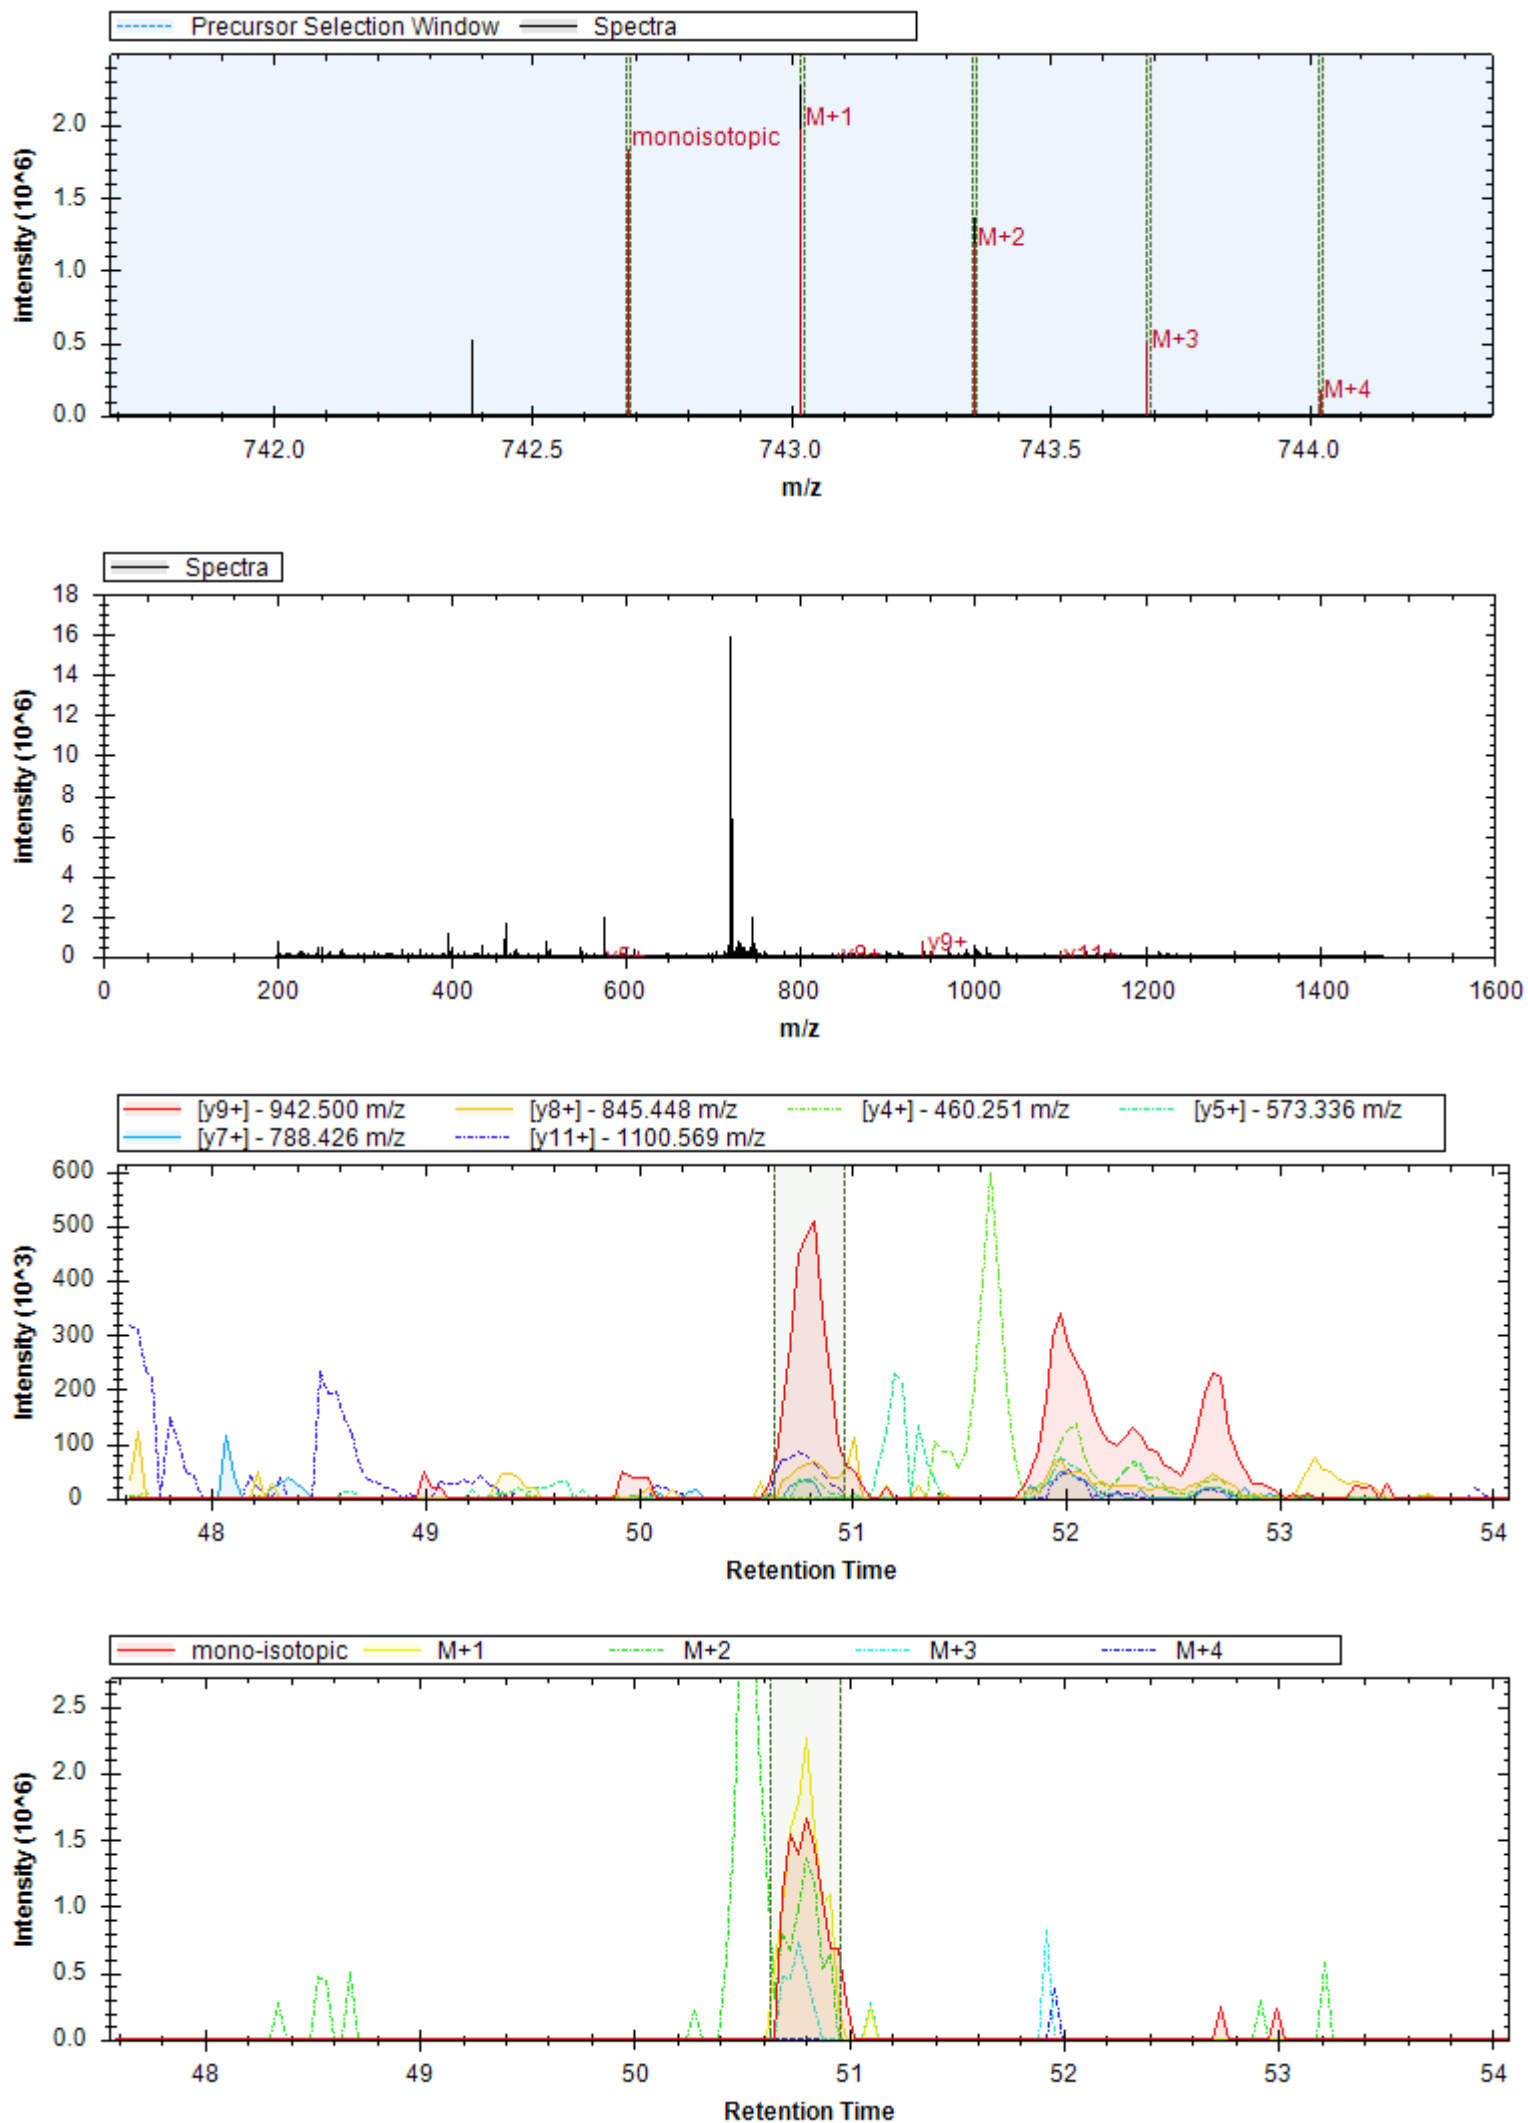 Precursor Selection Window Spectra
intensity (10^6)
2.0
1.5
1.0
0.5
0.0
monoisotopic
M+1
M+2
M+3
M+4
742.0 742.5 743.0 743.5 744.0
m/z
Spectra
intensity (10^6)
18
16
14
12
10
8
6
4
2
0
y9+
y11+
0 200 400 600 800 1000 1200 1400 1600
m/z
[y9+] - 942.500 m/z [y8+] - 845.448 m/z [y4+] - 460.251 m/z [y5+] - 573.336 m/z
[y7+] - 788.426 m/z [y11+] - 1100.569 m/z
Intensity (10^3)
600
500
400
300
200
100
0
48 49 50 51 52 53 54
Retention Time
mono-isotopic M+1 M+2 M+3 M+4
Intensity (10^6)
2.5
2.0
1.5
1.0
0.5
0.0
48 49 50 51 52 53 54
Retention Time